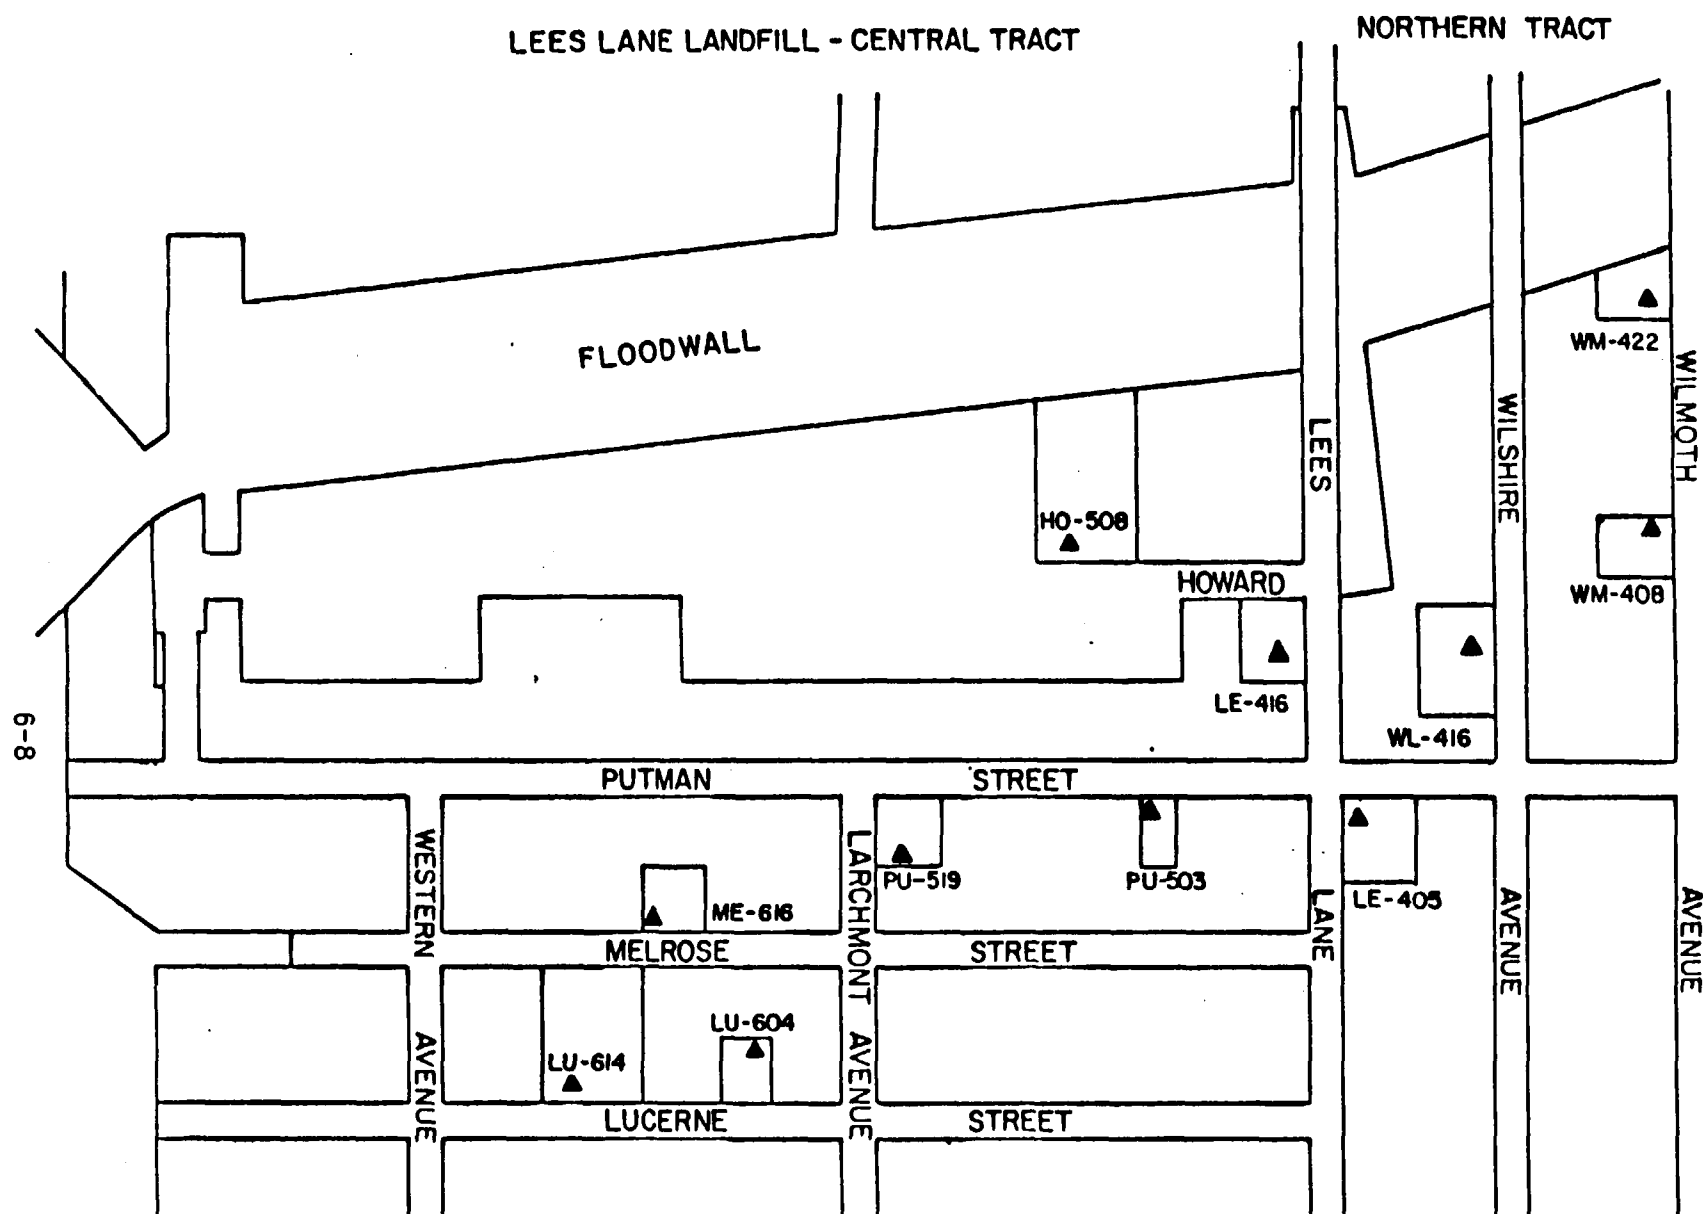 LEES LANE LANDFILL - CENTRAL TRACT
NORTHERN TRACT
FLOODWALL
WM-422
WILMOTH AVENUE
LEES LANE
WILSHIRE AVENUE
HO-508
HOWARD
WM-408
LE-416
WL-416
6-8
PUTMAN STREET
WESTERN AVENUE
LARCHMONT AVENUE
PU-519
PU-503
LE-405
ME-616
MELROSE STREET
LU-604
LU-614
LUCERNE STREET